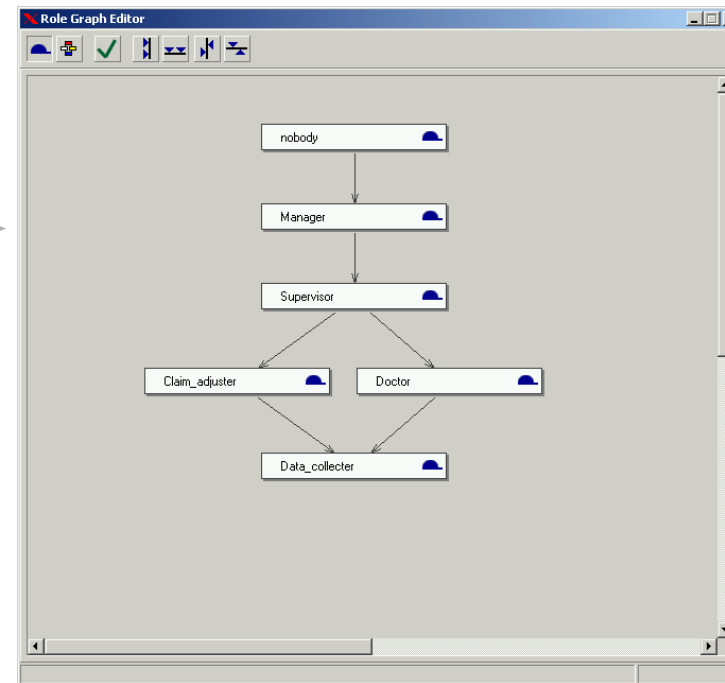 Role Graph Editor
nobody
Manager
Supervisor
Claim_adjuster
Doctor
Data_collecter